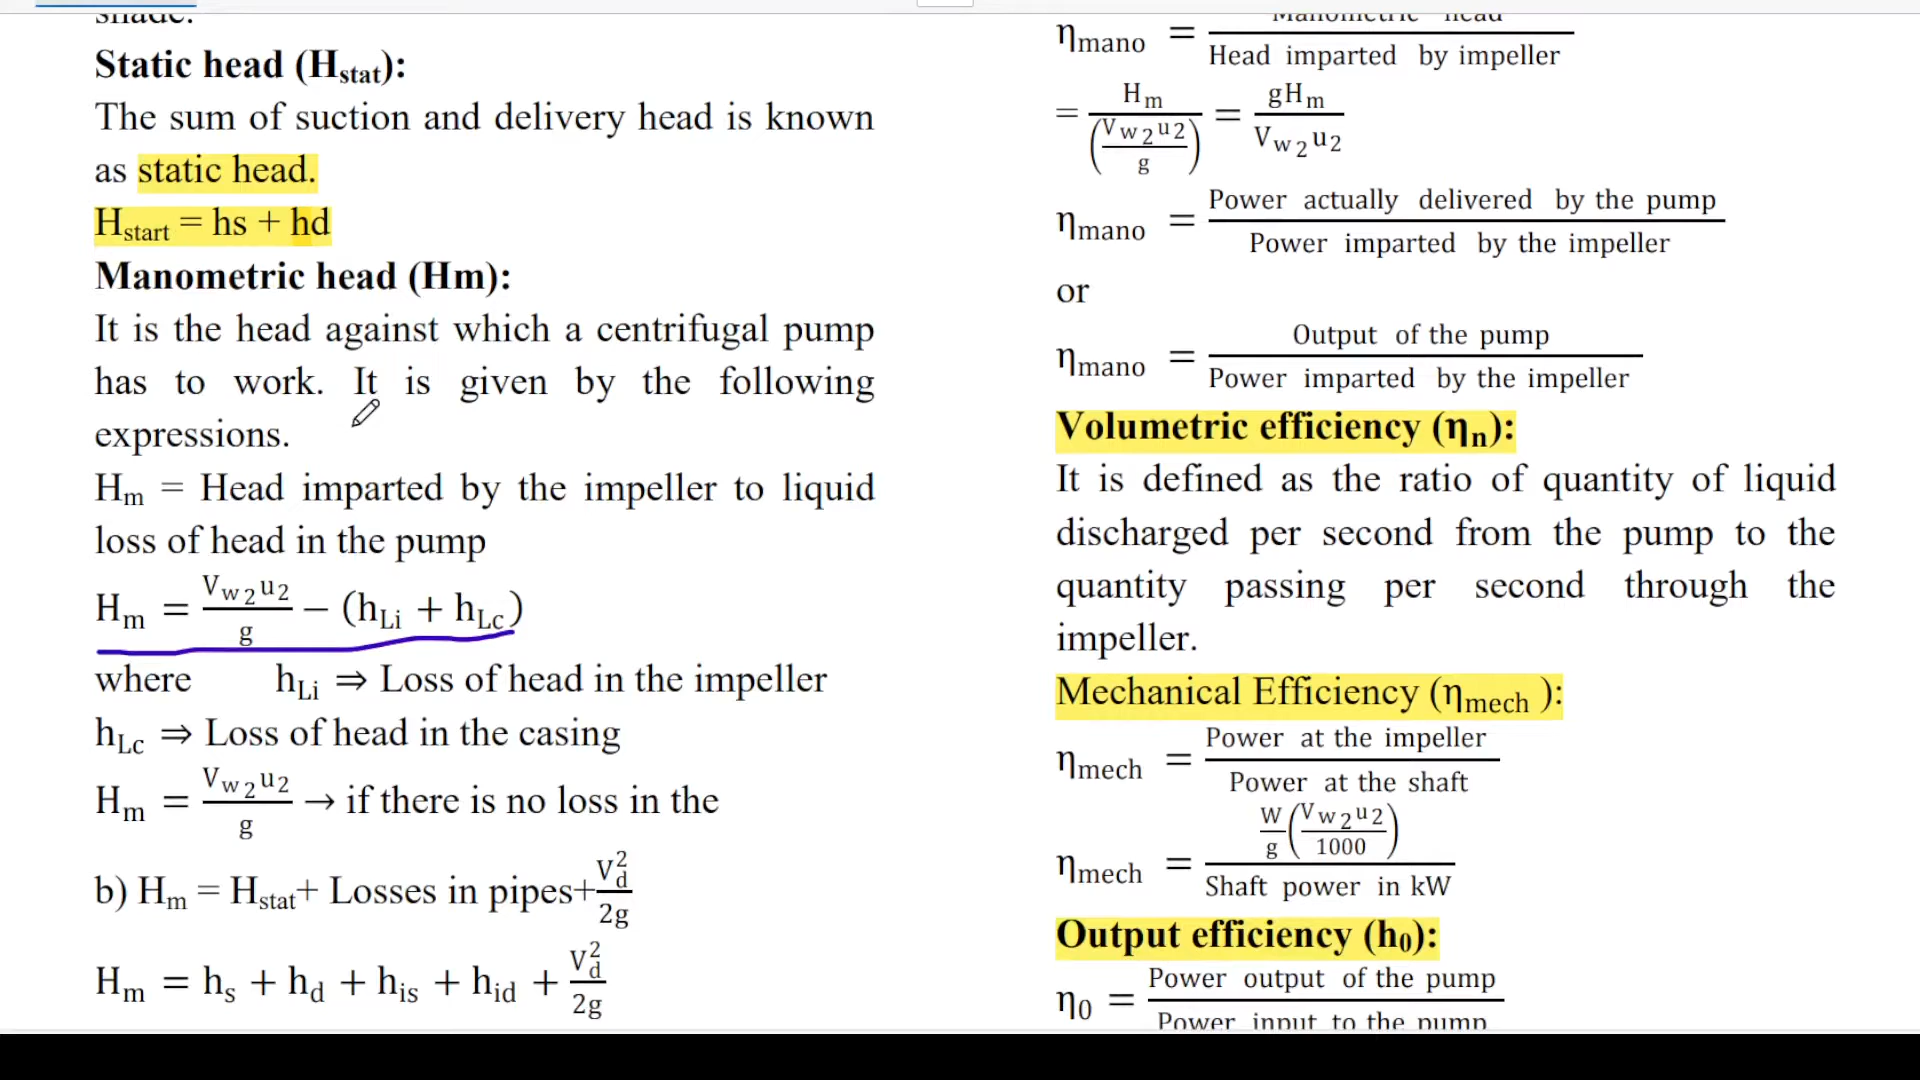 shade.
Static head (Hstat):
The sum of suction and delivery head is known
as static head.
Hstart = hs + hd
Manometric head (Hm):
It is the head against which a centrifugal pump
has to work. It is given by the following
expressions.
Hm = Head imparted by the impeller to liquid
loss of head in the pump
Hm = Vw2u2/g − (hLi + hLc)
where hLi ⇒ Loss of head in the impeller
hLc ⇒ Loss of head in the casing
Hm = Vw2u2/g → if there is no loss in the
b) Hm = Hstat+ Losses in pipes+Vd²/2g
Hm = hs + hd + his + hid + Vd²/2g
ηmano = Manometric head/Head imparted by impeller
= Hm/(Vw2u2/g) = gHm/Vw2u2
ηmano = Power actually delivered by the pump/Power imparted by the impeller
or
ηmano = Output of the pump/Power imparted by the impeller
Volumetric efficiency (ηn):
It is defined as the ratio of quantity of liquid
discharged per second from the pump to the
quantity passing per second through the
impeller.
Mechanical Efficiency (ηmech ):
ηmech = Power at the impeller/Power at the shaft
ηmech = W/g(Vw2u2/1000)/Shaft power in kW
Output efficiency (h0):
η0 = Power output of the pump/Power input to the pump